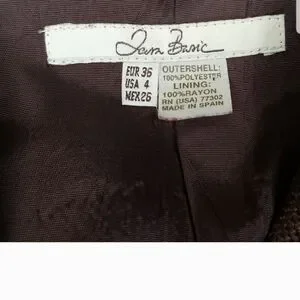 Zara Basic
EUR 36
USA 4
MEX 26
OUTERSHELL:
100%POLYESTER
LINING:
100%RAYON
RN (USA) 77302
MADE IN SPAIN